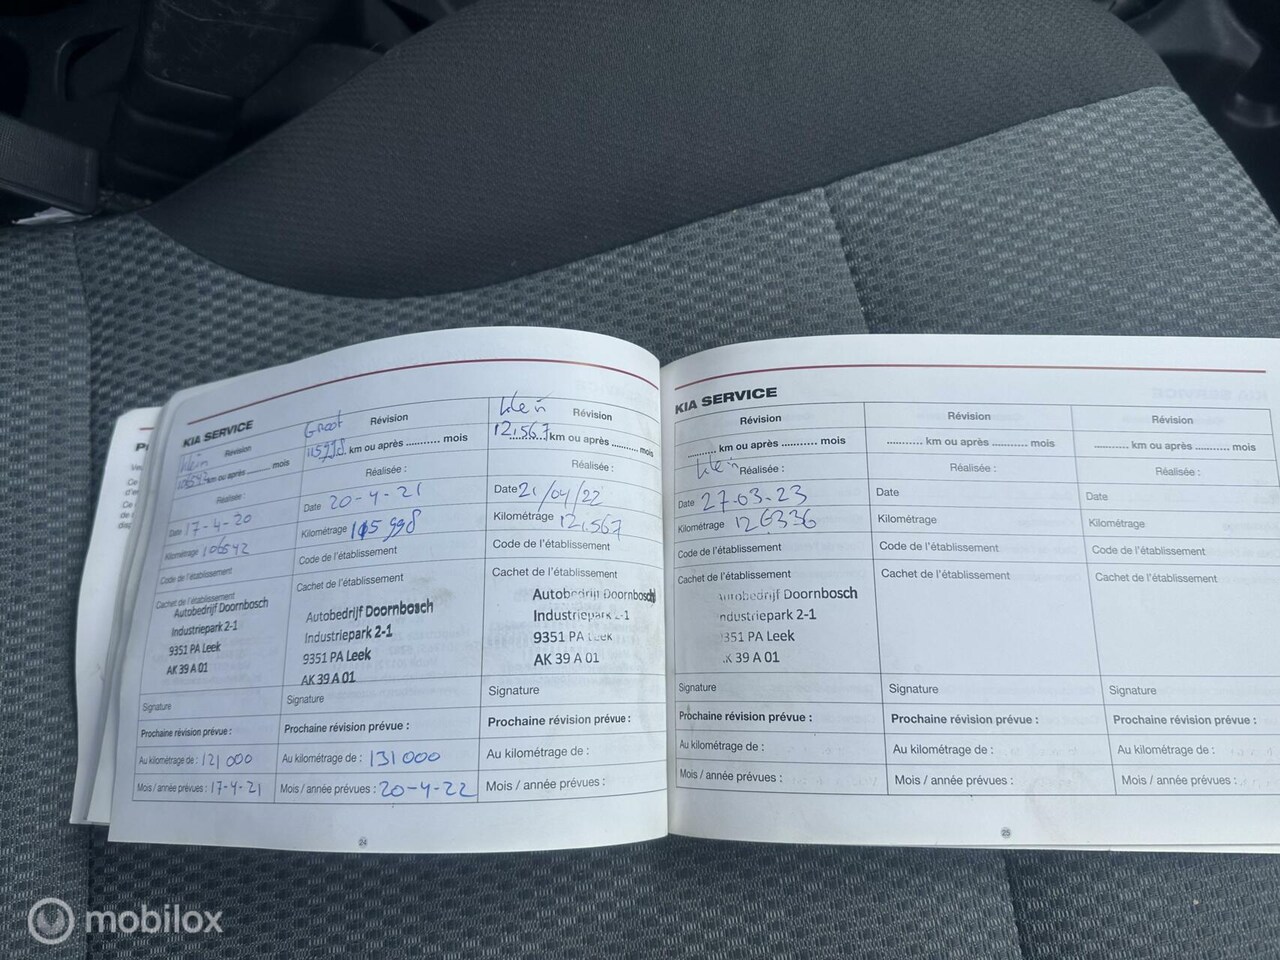 KIA SERVICE
Klein
Révision
106542 km ou après ........... mois
Réalisée :
Date 17-4-20
Kilométrage 106542
Code de l'établissement
Cachet de l'établissement
Autobedrijf Doornbosch
Industriepark 2-1
9351 PA Leek
AK 39 A 01
Signature
Prochaine révision prévue :
Au kilométrage de : 121 000
Mois / année prévues : 17-4-21
Groot
Révision
115998 km ou après ........... mois
Réalisée :
Date 20-4-21
Kilométrage 115 998
Code de l'établissement
Cachet de l'établissement
Autobedrijf Doornbosch
Industriepark 2-1
9351 PA Leek
AK 39 A 01
Signature
Prochaine révision prévue :
Au kilométrage de : 131 000
Mois / année prévues : 20-4-22
Klein
Révision
121.567 km ou après ........... mois
Réalisée :
Date 21/04/22
Kilométrage 121.567
Code de l'établissement
Cachet de l'établissement
Autobedrijf Doornbosch
Industriepark 2-1
9351 PA Leek
AK 39 A 01
Signature
Prochaine révision prévue :
Au kilométrage de :
Mois / année prévues :
24
KIA SERVICE
Révision
........... km ou après ........... mois
Klein
Réalisée :
Date 27-03-23
Kilométrage 126336
Code de l'établissement
Cachet de l'établissement
Autobedrijf Doornbosch
Industriepark 2-1
9351 PA Leek
AK 39 A 01
Signature
Prochaine révision prévue :
Au kilométrage de :
Mois / année prévues :
Révision
........... km ou après ........... mois
Réalisée :
Date
Kilométrage
Code de l'établissement
Cachet de l'établissement
Signature
Prochaine révision prévue :
Au kilométrage de :
Mois / année prévues :
Révision
........... km ou après ........... mois
Réalisée :
Date
Kilométrage
Code de l'établissement
Cachet de l'établissement
Signature
Prochaine révision prévue :
Au kilométrage de :
Mois / année prévues :
25
mobilox